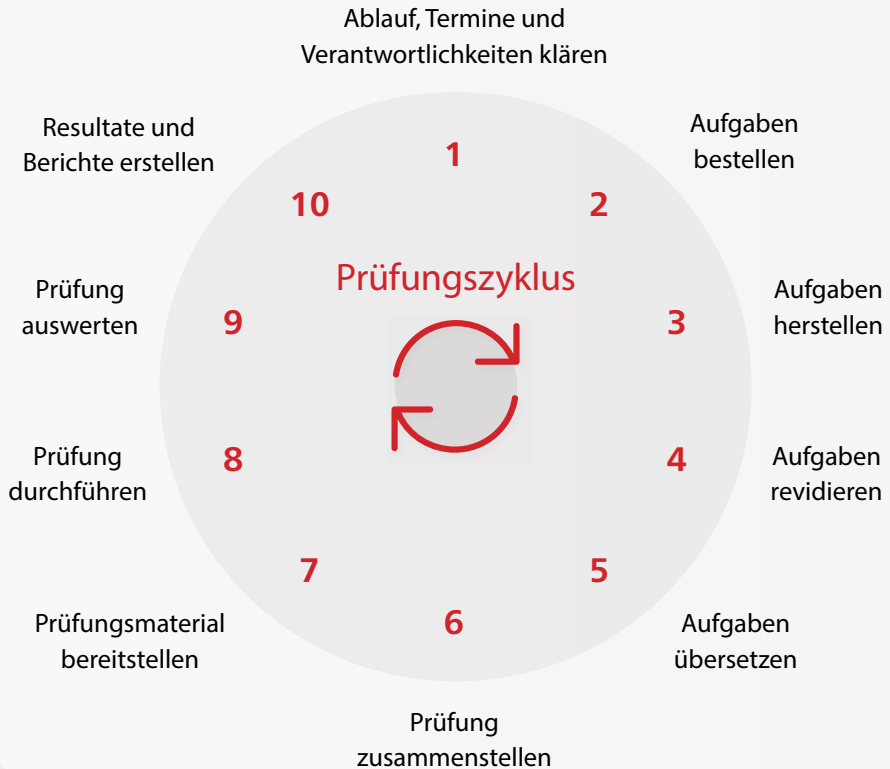 Ablauf, Termine und
Verantwortlichkeiten klären
1
Aufgaben
bestellen
2
Aufgaben
herstellen
3
Aufgaben
revidieren
4
Aufgaben
übersetzen
5
Prüfung
zusammenstellen
6
Prüfungsmaterial
bereitstellen
7
Prüfung
durchführen
8
Prüfung
auswerten
9
Resultate und
Berichte erstellen
10
Prüfungszyklus